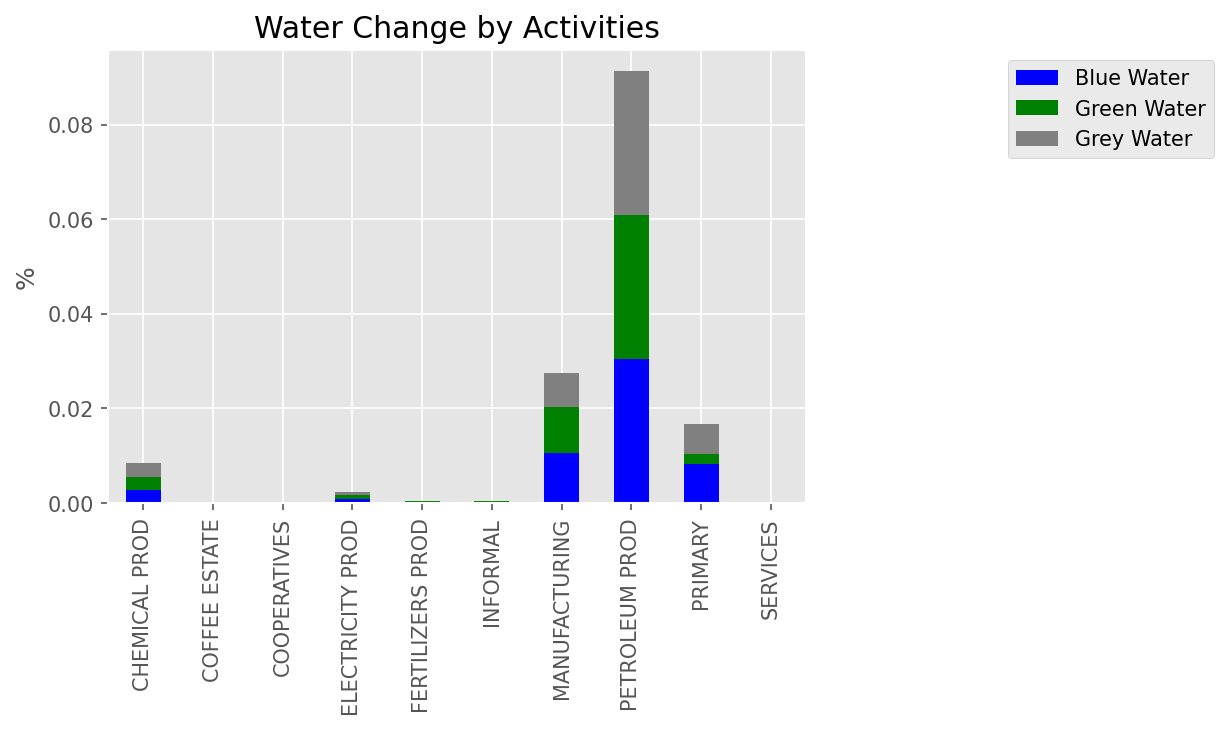 Water Change by Activities
Blue Water
Green Water
Grey Water
%
0.08
0.06
0.04
0.02
0.00
CHEMICAL PROD
COFFEE ESTATE
COOPERATIVES
ELECTRICITY PROD
FERTILIZERS PROD
INFORMAL
MANUFACTURING
PETROLEUM PROD
PRIMARY
SERVICES